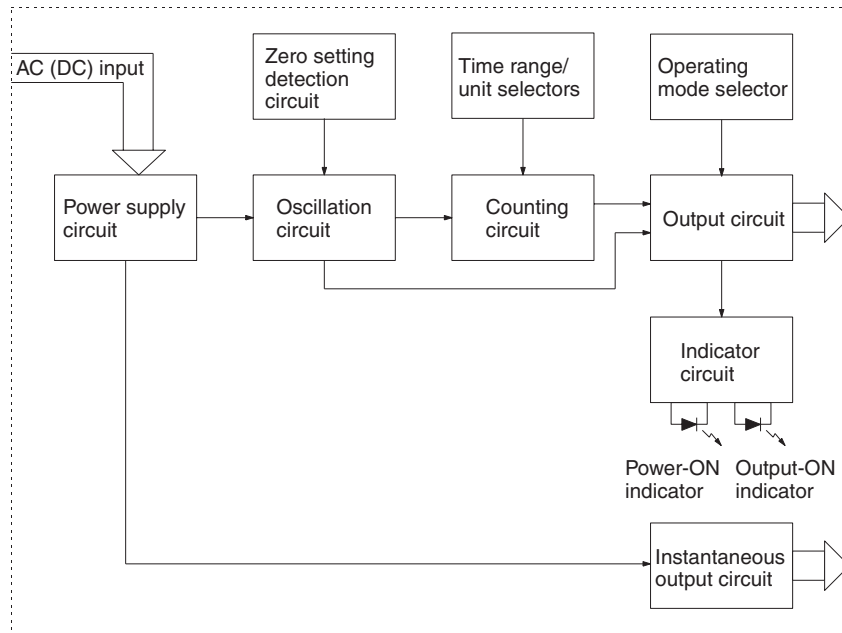 AC (DC) input
Zero setting
detection
circuit
Time range/
unit selectors
Operating
mode selector
Power supply
circuit
Oscillation
circuit
Counting
circuit
Output circuit
Indicator
circuit
Power-ON
indicator
Output-ON
indicator
Instantaneous
output circuit